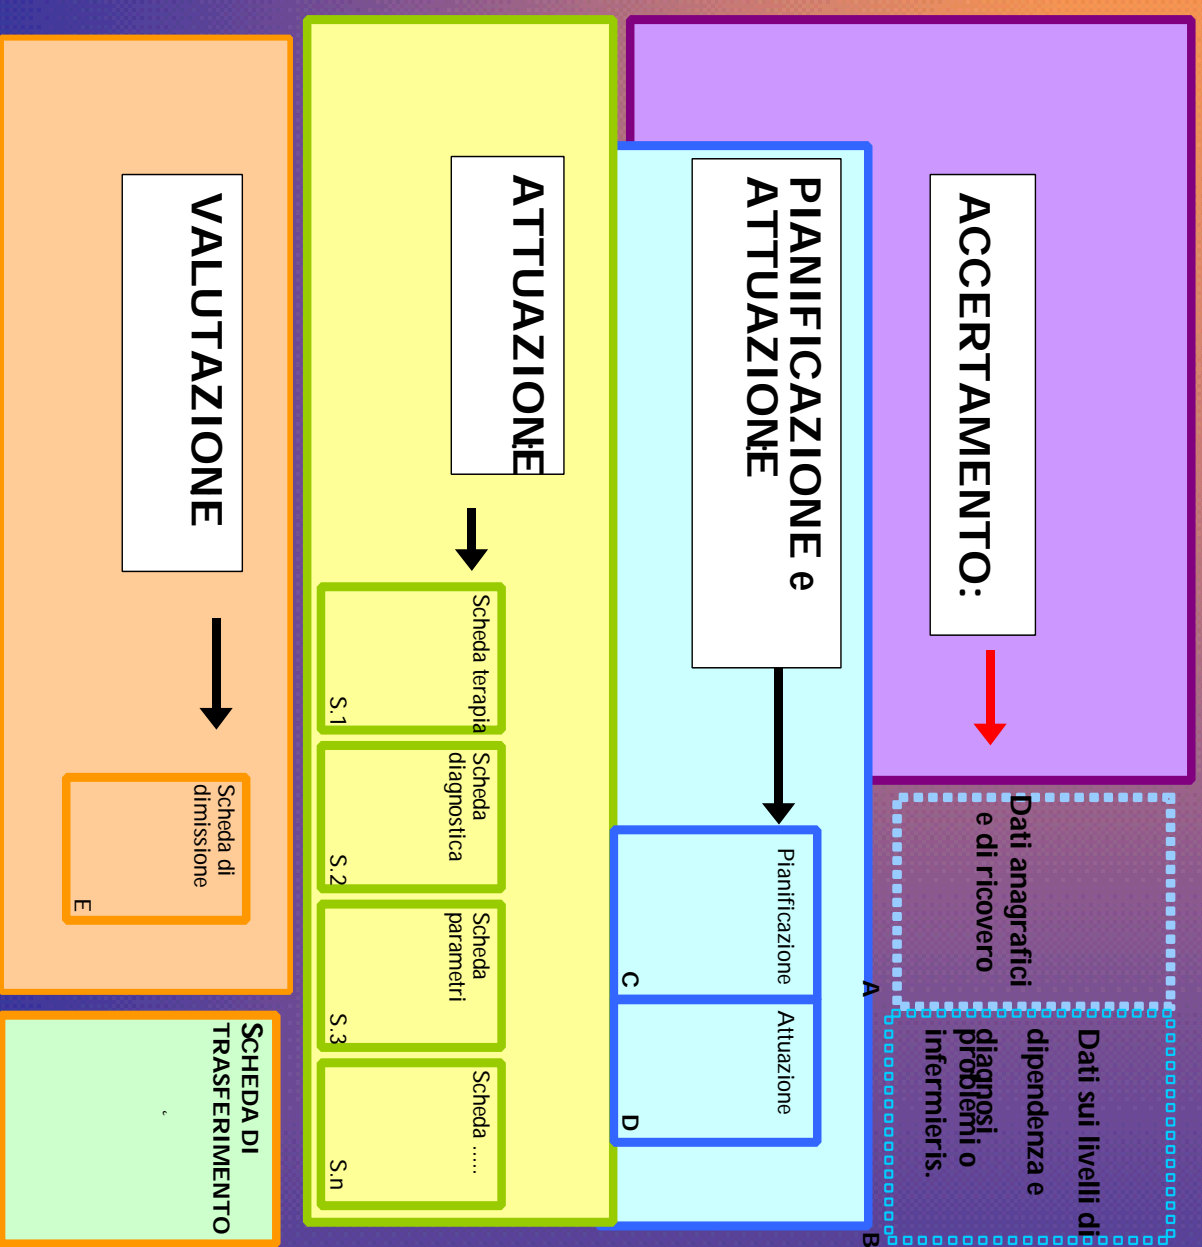 ACCERTAMENTO:
Dati anagrafici
e di ricovero
A
Dati sui livelli di
dipendenza e
diagnosi
problemi o
infermieris.
B
PIANIFICAZIONE e
ATTUAZIONE
Pianificazione
C
Attuazione
D
ATTUAZIONE
Scheda terapia
S.1
Scheda
diagnostica
S.2
Scheda
parametri
S.3
Scheda .....
S.n
VALUTAZIONE
Scheda di
dimissione
E
SCHEDA DI
TRASFERIMENTO